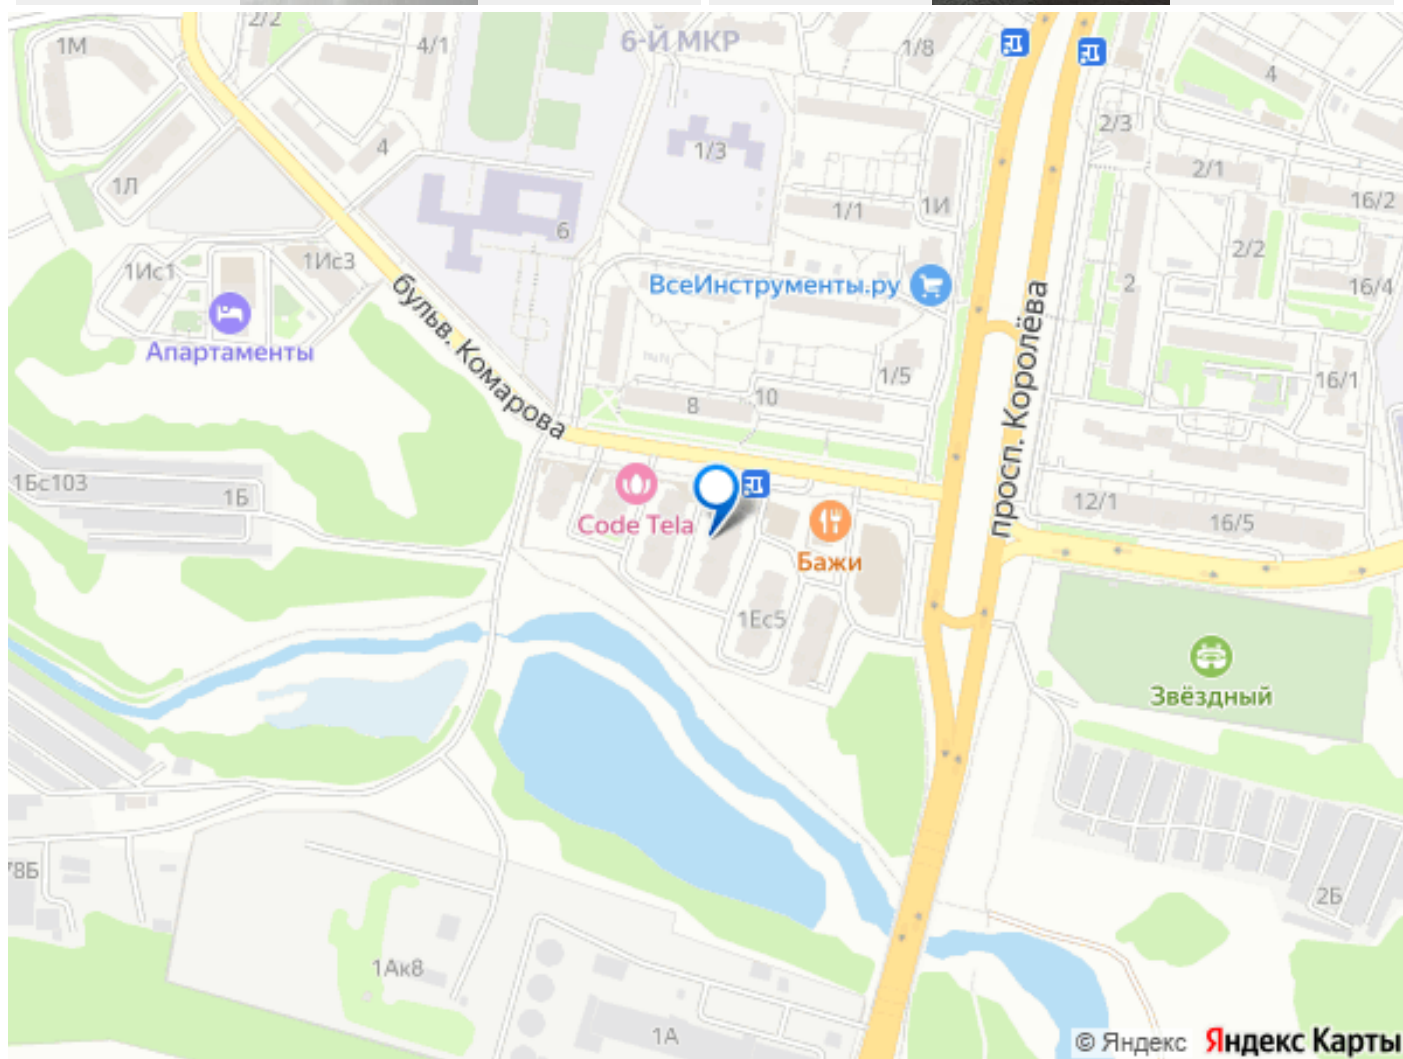 2/2
6-Й МКР
1М
4/1
1/8
4
2/3
4
1/3
2/1
1Л
16/2
1/1
1И
6
2/2
1Ис1
1Ис3
ВсеИнструменты.ру
2
16/4
бульв. Комарова
просп. Королёва
Апартаменты
1/5
16/1
8
10
1Бс103
1Б
12/1
Code Tela
16/5
Бажи
1Ес5
Звёздный
78Б
2Б
1Ак8
1А
© Яндекс Яндекс Карты